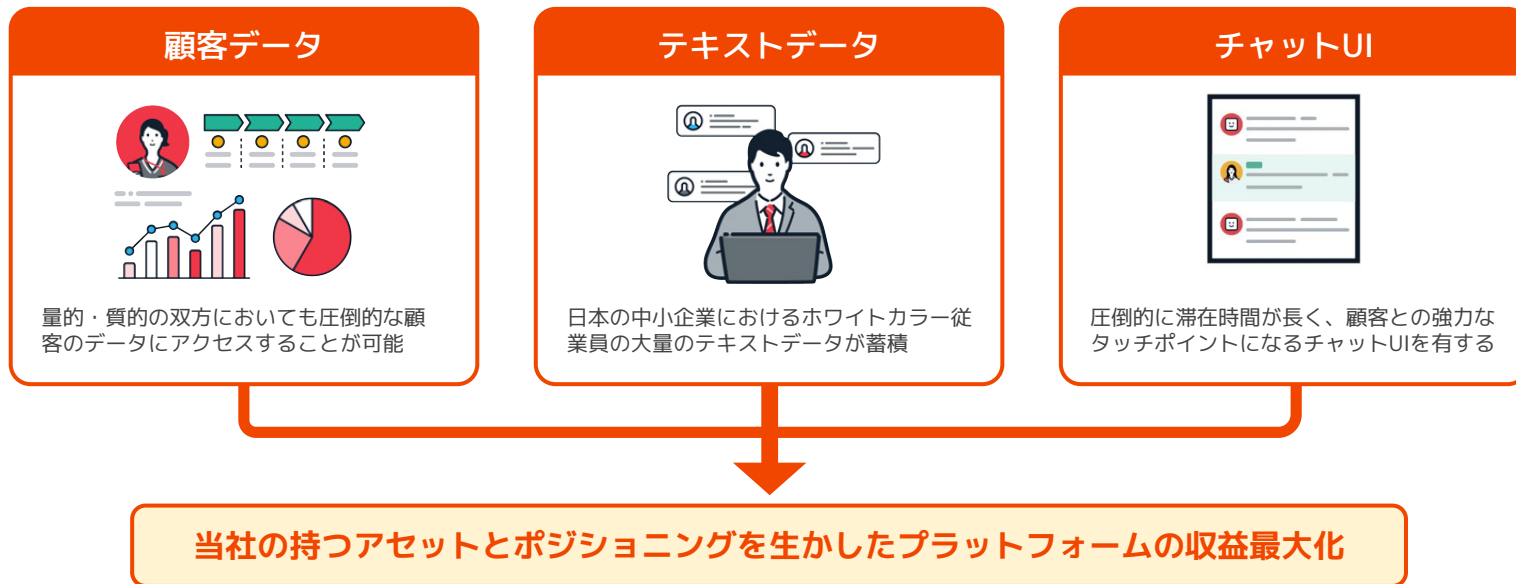 顧客データ
量的・質的の双方においても圧倒的な顧
客のデータにアクセスすることが可能
テキストデータ
日本の中小企業におけるホワイトカラー従
業員の大量のテキストデータが蓄積
チャットUI
圧倒的に滞在時間が長く、顧客との強力な
タッチポイントになるチャットUIを有する
当社の持つアセットとポジショニングを生かしたプラットフォームの収益最大化